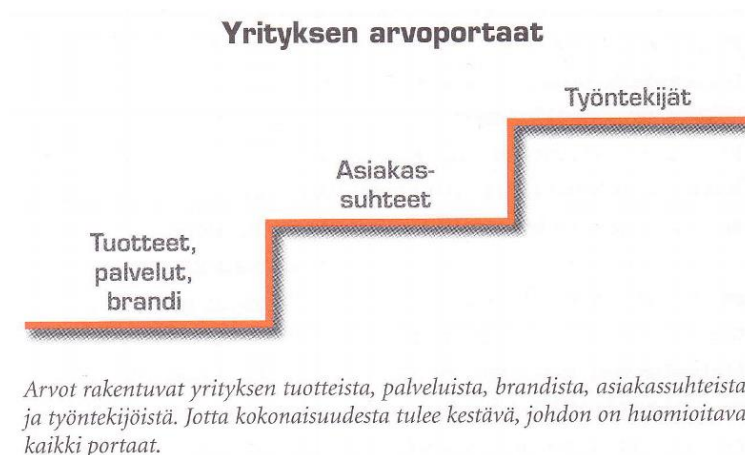 Yrityksen arvoportaat
Työntekijät
Asiakas-
suhteet
Tuotteet,
palvelut,
brandi
Arvot rakentuvat yrityksen tuotteista, palveluista, brandista, asiakassuhteista
ja työntekijöistä. Jotta kokonaisuudesta tulee kestävä, johdon on huomioitava
kaikki portaat.